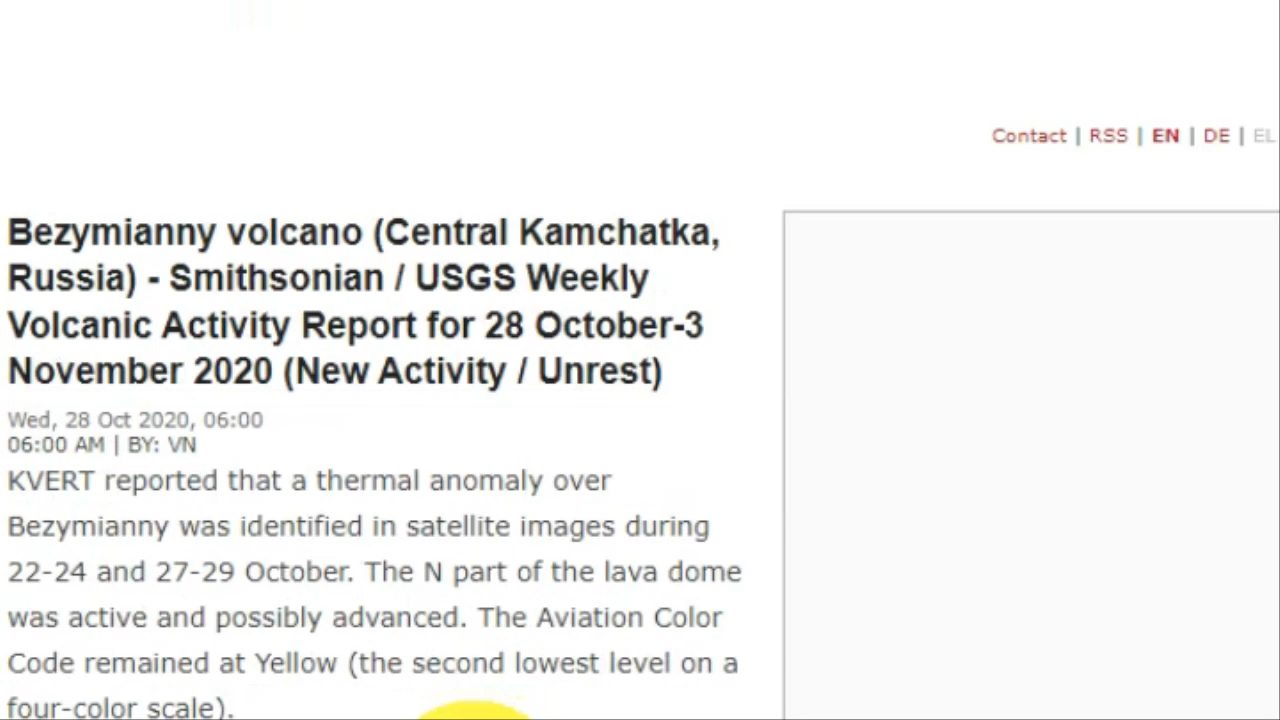 Contact | RSS | EN | DE | EL
Bezymianny volcano (Central Kamchatka,
Russia) - Smithsonian / USGS Weekly
Volcanic Activity Report for 28 October-3
November 2020 (New Activity / Unrest)
Wed, 28 Oct 2020, 06:00
06:00 AM | BY: VN
KVERT reported that a thermal anomaly over
Bezymianny was identified in satellite images during
22-24 and 27-29 October. The N part of the lava dome
was active and possibly advanced. The Aviation Color
Code remained at Yellow (the second lowest level on a
four-color scale).